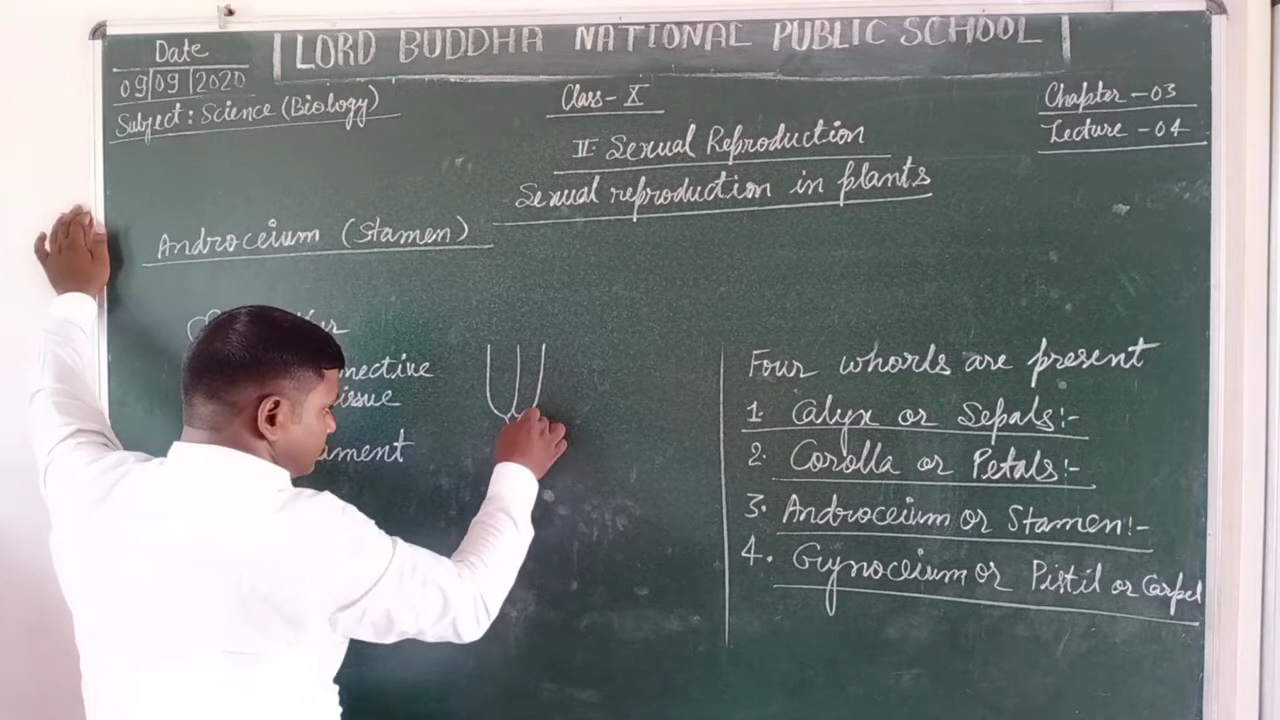 Date
LORD BUDDHA NATIONAL PUBLIC SCHOOL
09|09|2020
Subject: Science (Biology)
Class - X
Chapter - 03
Lecture - 04
II. Sexual Reproduction
Sexual reproduction in plants
Androceium (Stamen)
nective
issue
ament
Four whorls are present
1. Calyx or Sepals:-
2. Corolla or Petals:-
3. Androceium or Stamen:-
4. Gynoceium or Pistil or Carpel